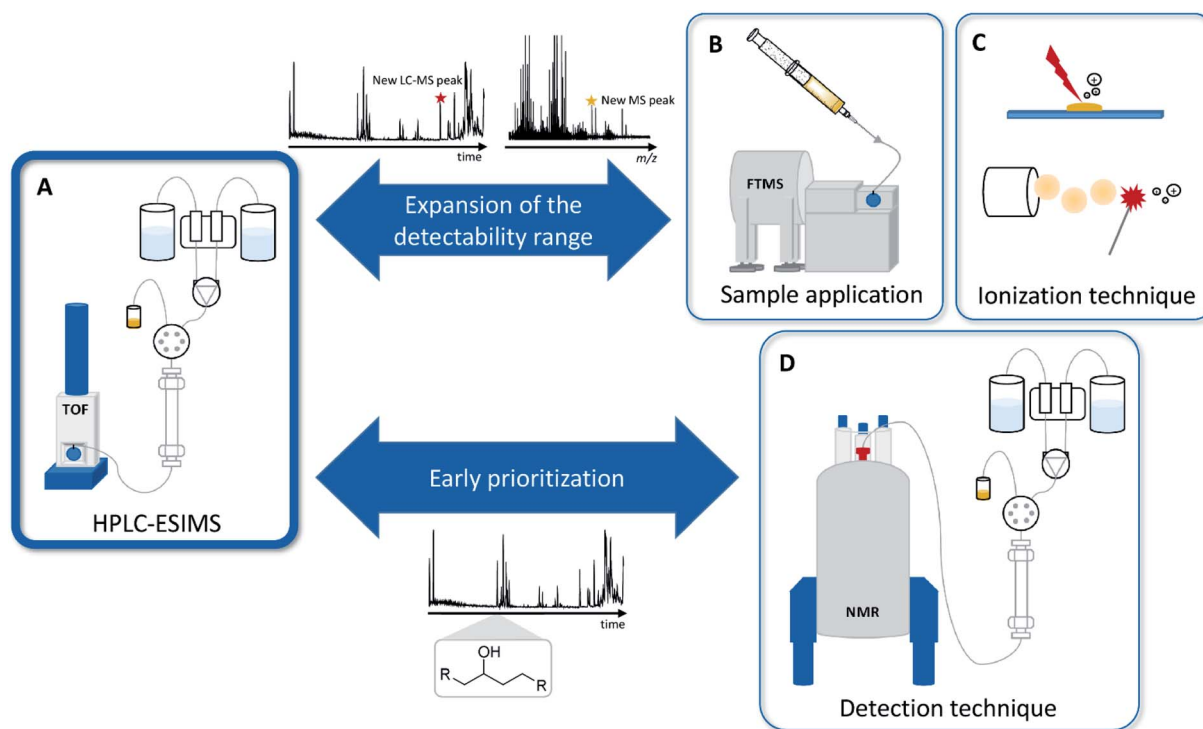 New LC-MS peak
time
New MS peak
m/z
A
TOF
HPLC-ESIMS
Expansion of the
detectability range
B
FTMS
Sample application
C
+
+
Ionization technique
Early prioritization
time
OH
R
R
D
NMR
Detection technique